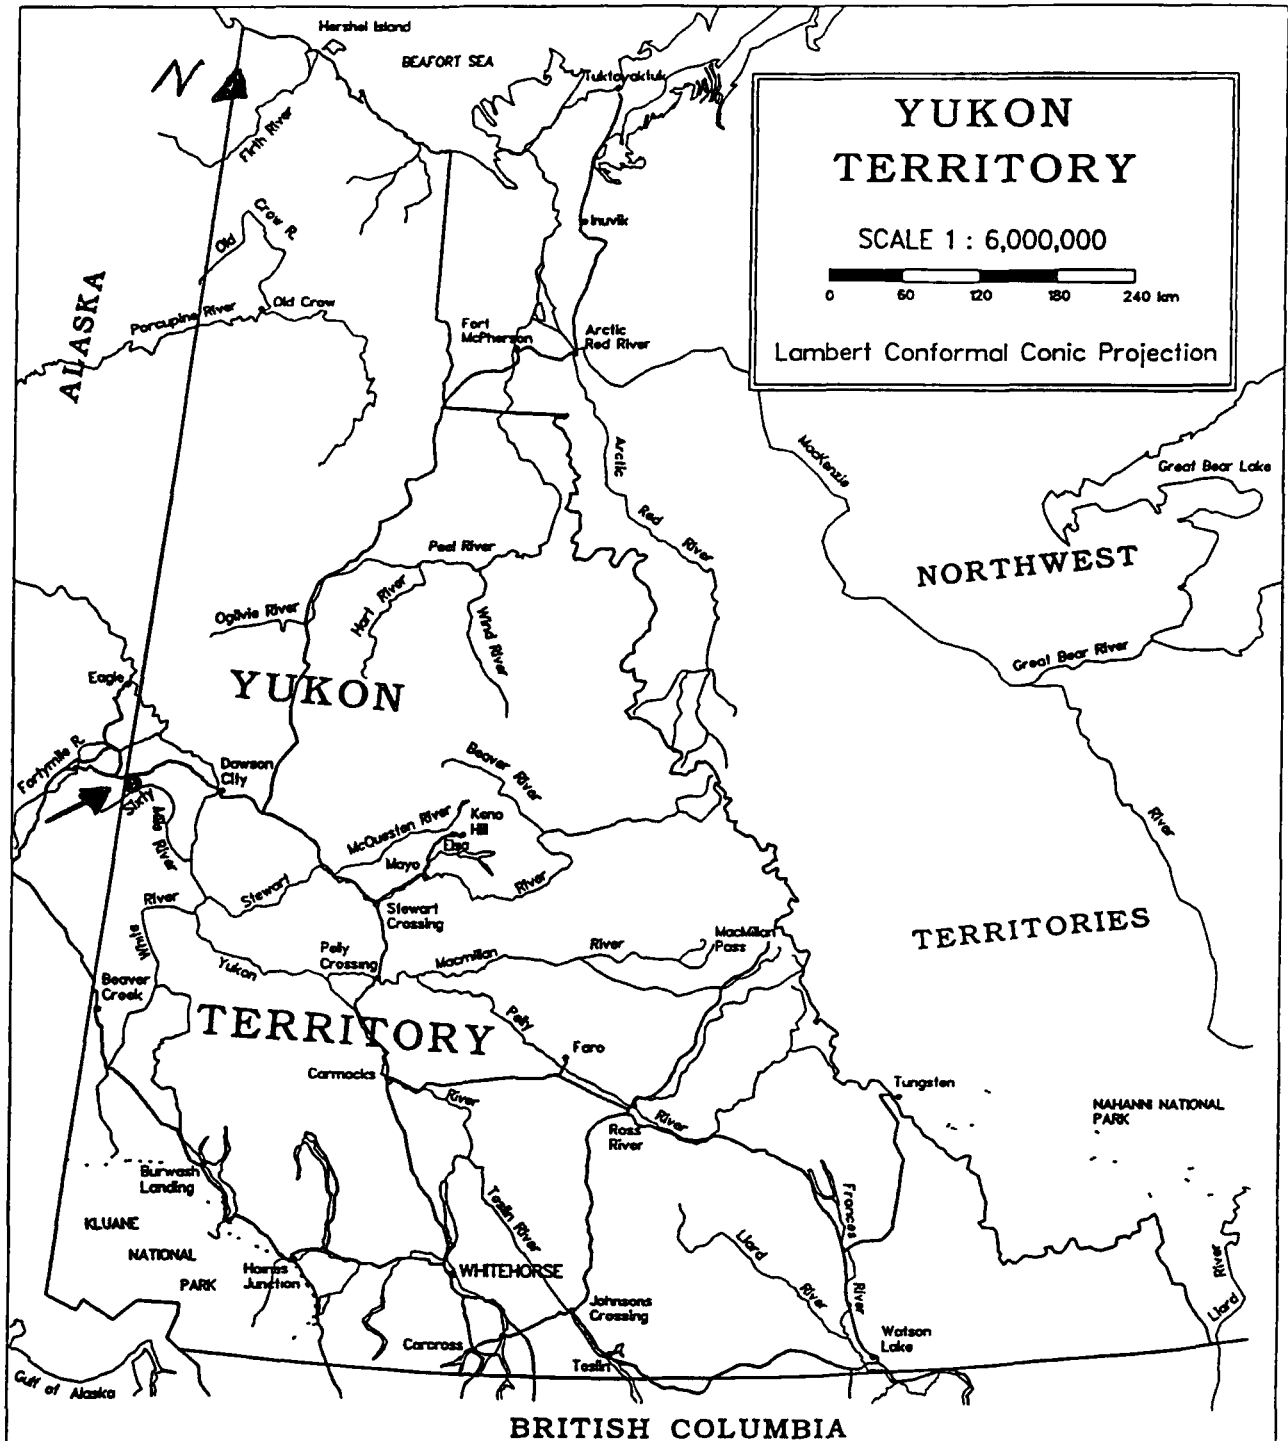 Hershel Island
BEAFORT SEA
Tuktoyaktuk
N
YUKON
TERRITORY
SCALE 1 : 6,000,000
0 60 120 180 240 km
Lambert Conformal Conic Projection
Firth River
Old Crow R.
Inuvik
ALASKA
Porcupine River
Old Crow
Fort
McPherson
Arctic
Red River
Arctic Red River
MacKenzie
Great Bear Lake
Peel River
NORTHWEST
Ogilvie River
Hart River
Wind River
Great Bear River
Eagle
YUKON
Fortymile R.
Dawson
City
Beaver River
Sixty
Mile River
McQuesten River
Keno
Hill
Elsa
Mayo
River
Stewart
River
River
Stewart
Crossing
White
TERRITORIES
MacMillan
Pass
Pelly
Crossing
Macmillan
River
Yukon
Beaver
Creek
TERRITORY
Pelly
Faro
Carmacks
River
Tungsten
NAHANNI NATIONAL
PARK
River
Ross
River
Burwash
Landing
Teslin River
Frances
KLUANE
NATIONAL
PARK
Haines
Junction
WHITEHORSE
Liard
River
River
Liard
River
Johnsons
Crossing
Carcross
Teslin
Watson
Lake
Gulf of Alaska
BRITISH COLUMBIA